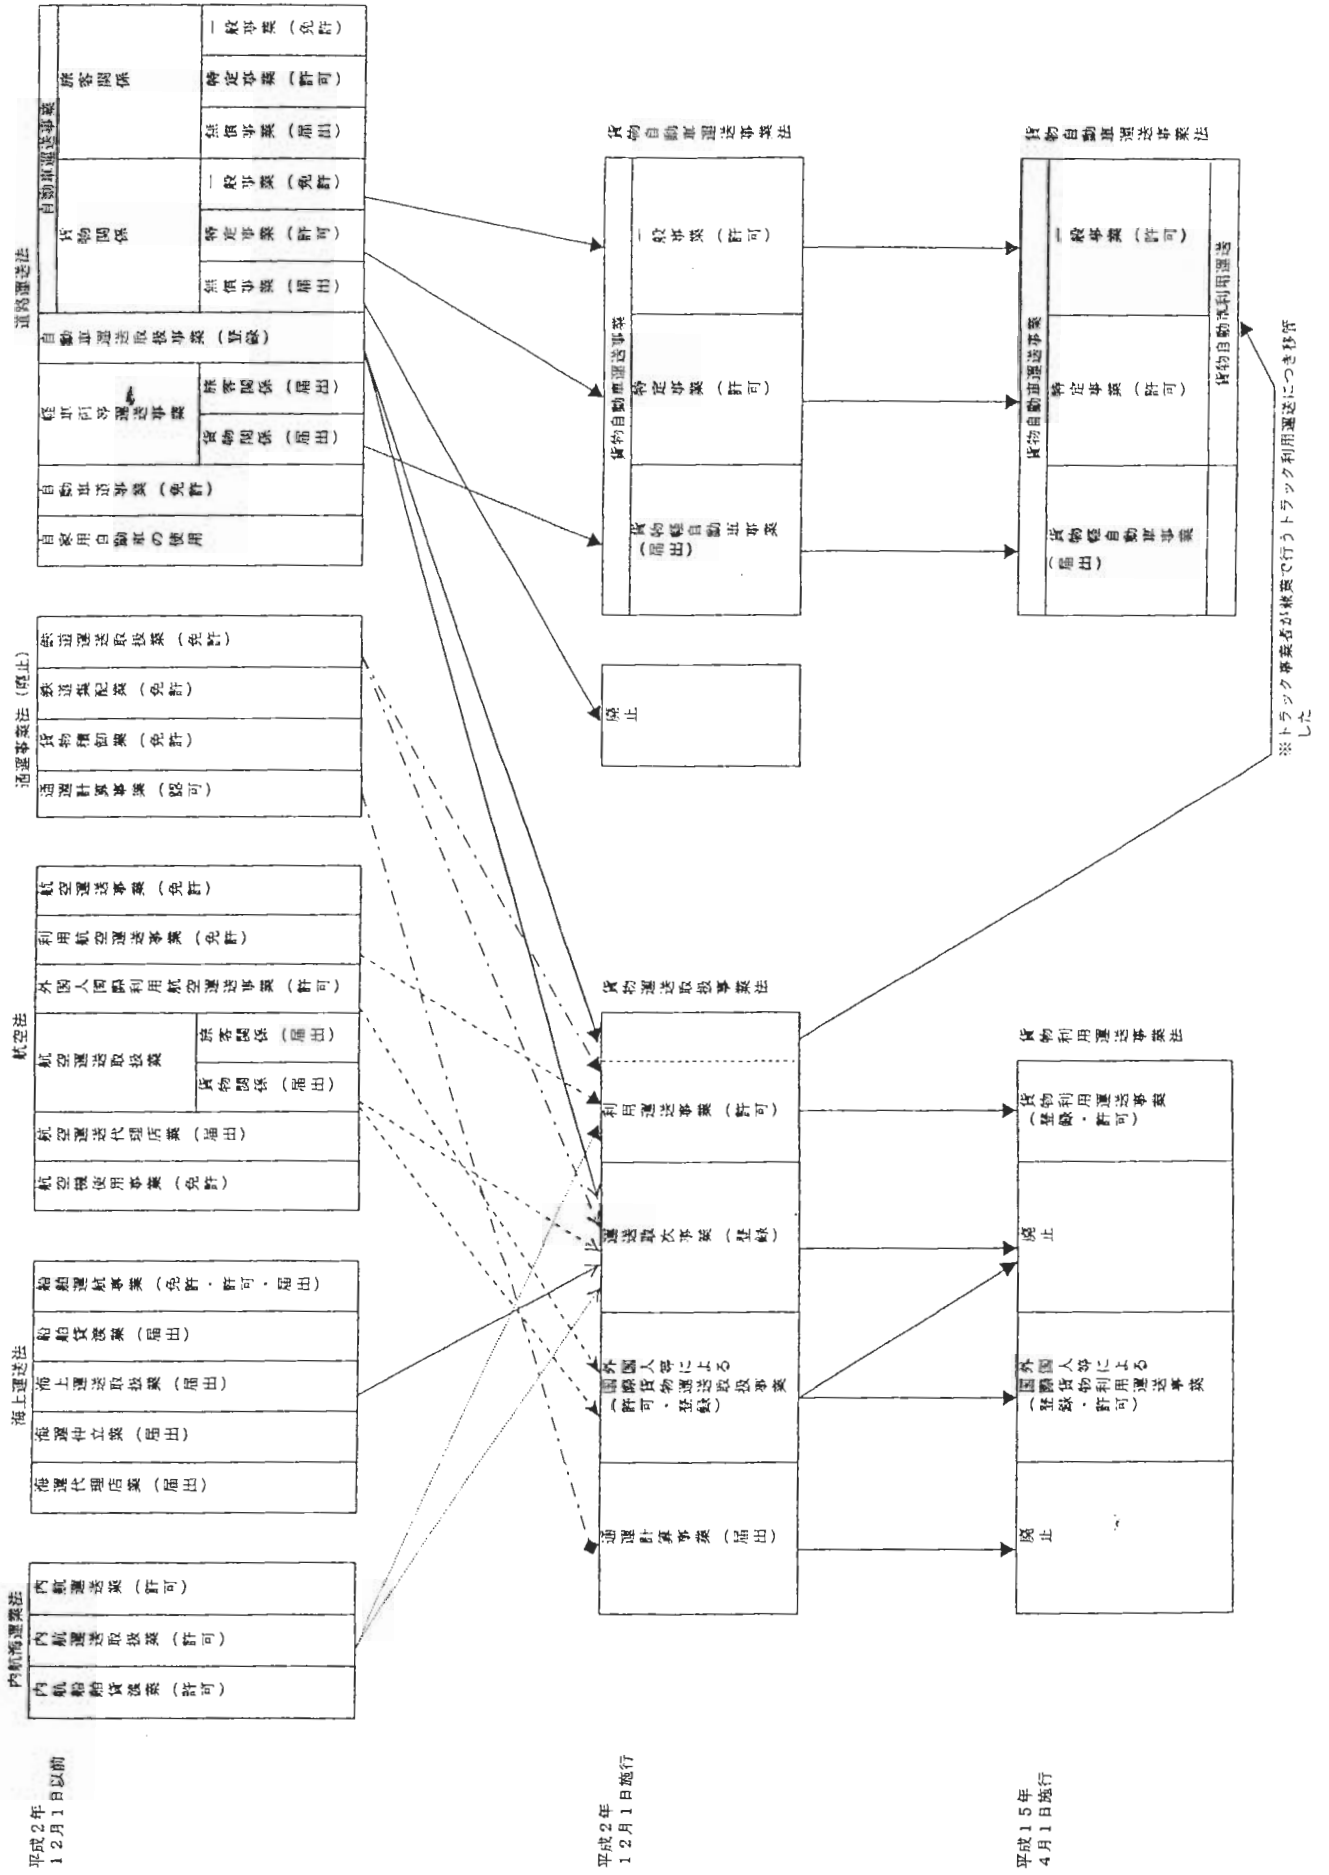 平成2年
12月1日以前
内航海運業法
内航運送業（許可）
内航運送取扱業（許可）
内航船舶貸渡業（許可）
海上運送法
船舶運航事業（免許・許可・届出）
船舶貸渡業（届出）
海上運送取扱業（届出）
海運仲立業（届出）
海運代理店業（届出）
航空法
航空運送事業（免許）
利用航空運送事業（免許）
外国人国際利用航空運送事業（許可）
航空運送取扱業
旅客関係（届出）
貨物関係（届出）
航空運送代理店業（届出）
航空機使用事業（免許）
通運事業法（廃止）
鉄道運送取扱業（免許）
鉄道集配業（免許）
貨物積卸業（免許）
通運計算事業（認可）
道路運送法
自動車運送事業
旅客関係
一般事業（免許）
特定事業（許可）
無償事業（届出）
貨物関係
一般事業（免許）
特定事業（許可）
無償事業（届出）
自動車運送取扱事業（登録）
軽車両等運送事業
旅客関係（届出）
貨物関係（届出）
自動車道事業（免許）
自家用自動車の使用
平成2年
12月1日施行
貨物運送取扱事業法
利用運送事業（許可）
運送取次事業（登録）
外国人等による
国際貨物運送取扱事業
（許可・登録）
通運計算事業（届出）
廃止
貨物自動車運送事業法
貨物自動車運送事業
一般事業（許可）
特定事業（許可）
貨物軽自動車事業
（届出）
平成15年
4月1日施行
貨物利用運送事業法
貨物利用運送事業
（登録・許可）
廃止
外国人等による
国際貨物利用運送事業
（登録・許可）
廃止
貨物自動車運送事業法
貨物自動車運送事業
一般事業（許可）
特定事業（許可）
貨物軽自動車事業
（届出）
貨物自動車利用運送
※トラック事業者が兼業で行うトラック利用運送につき移管
した